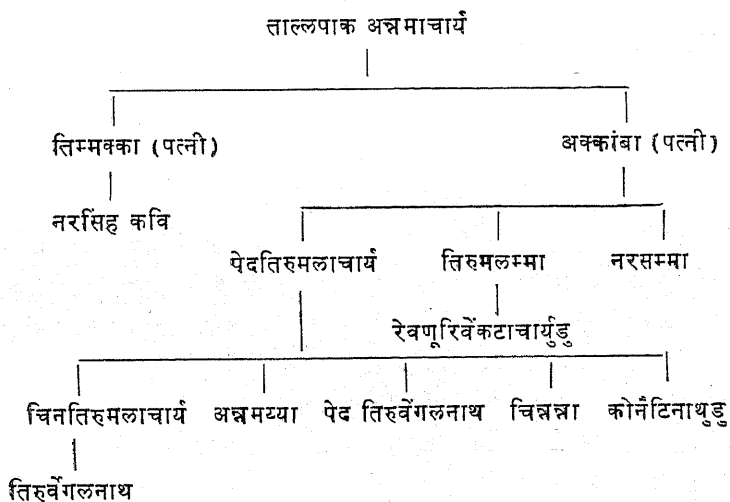 ताल्लपाक अन्नमाचार्य
तिम्मक्का (पत्नी) अक्कांबा (पत्नी)
नरसिंह कवि
पेदतिरुमलाचार्य तिरुमलम्मा नरसम्मा
रेवणूरिवेंकटाचार्युडु
चिनतिरुमलाचार्य अन्नमय्या पेद तिरुवेंगलनाथ चिन्नन्ना कोनेटिनाथुडु
तिरुवेंगलनाथ